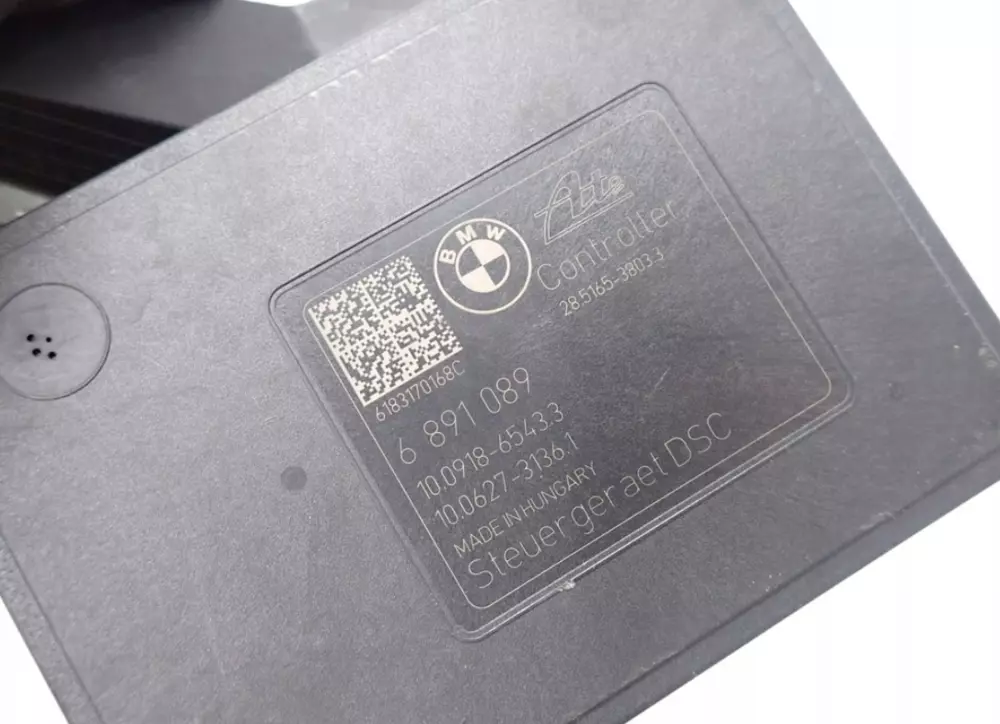 BMW
Ate
Controller
28.5165-3803.3
6183170168C
6 891 089
10.0918-6543.3
10.0627-3136.1
MADE IN HUNGARY
Steuergeraet DSC